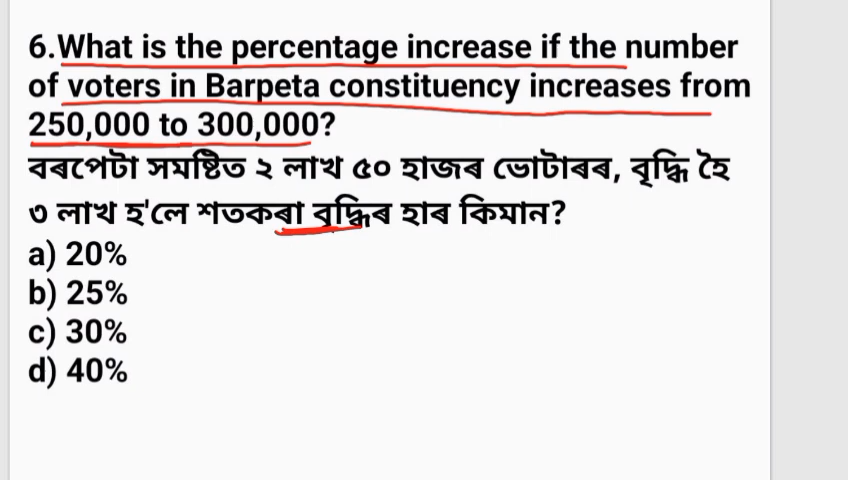 6.What is the percentage increase if the number
of voters in Barpeta constituency increases from
250,000 to 300,000?
বৰপেটা সমষ্টিত ২ লাখ ৫০ হাজৰ ভোটাৰৰ, বৃদ্ধি হৈ
৩ লাখ হ'লে শতকৰা বৃদ্ধিৰ হাৰ কিমান?
a) 20%
b) 25%
c) 30%
d) 40%